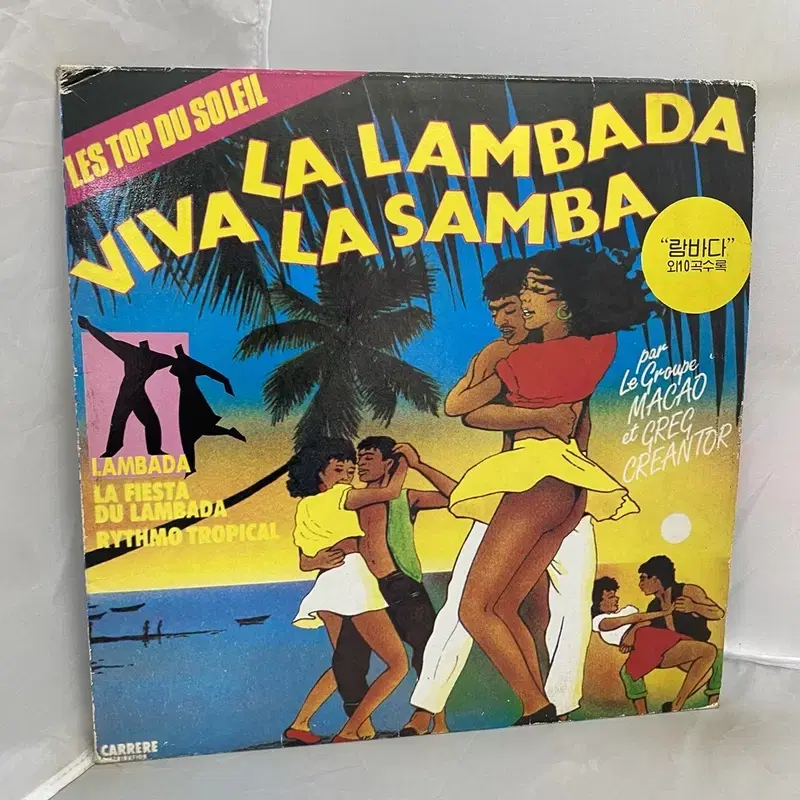 LES TOP DU SOLEIL
LA LAMBADA
VIVA LA SAMBA
"람바다"
외10곡수록
par
Le Groupe
MACAO
et GREG
CREANTOR
LAMBADA
LA FIESTA
DU LAMBADA
RYTHMO TROPICAL
CARRERE
DISTRIBUTION